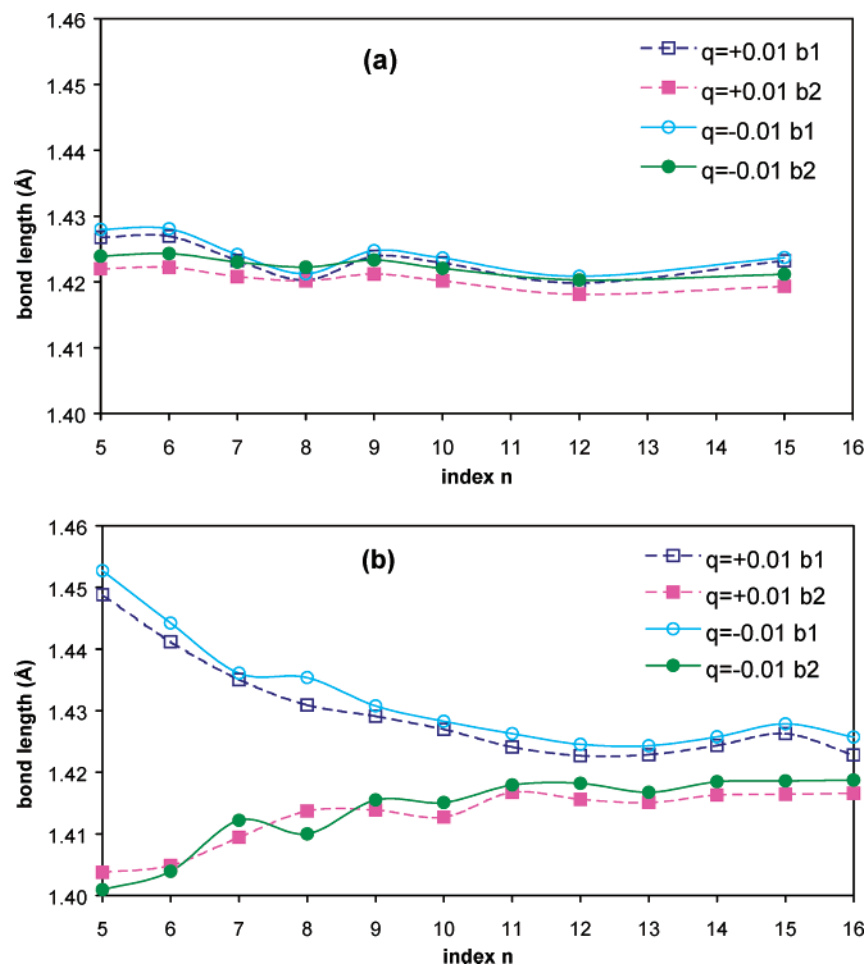 1.46
(a)
q=+0.01 b1
1.45
q=+0.01 b2
q=-0.01 b1
1.44
q=-0.01 b2
bond length (Å)
1.43
1.42
1.41
1.40
5 6 7 8 9 10 11 12 13 14 15 16
index n
1.46
(b)
q=+0.01 b1
1.45
q=+0.01 b2
q=-0.01 b1
1.44
q=-0.01 b2
bond length (Å)
1.43
1.42
1.41
1.40
5 6 7 8 9 10 11 12 13 14 15 16
index n